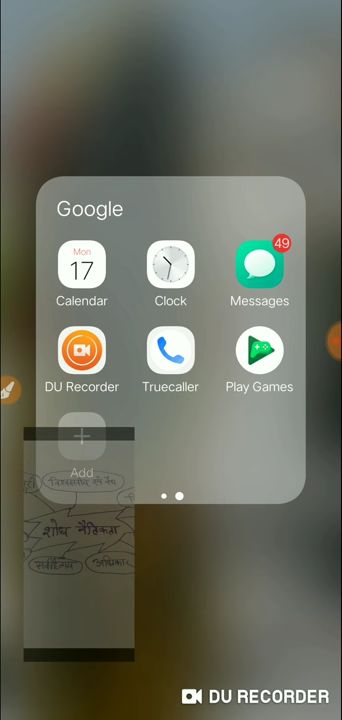 Google
Mon
17
49
Calendar
Clock
Messages
DU Recorder
Truecaller
Play Games
Add
शोध नैतिकता
DU RECORDER